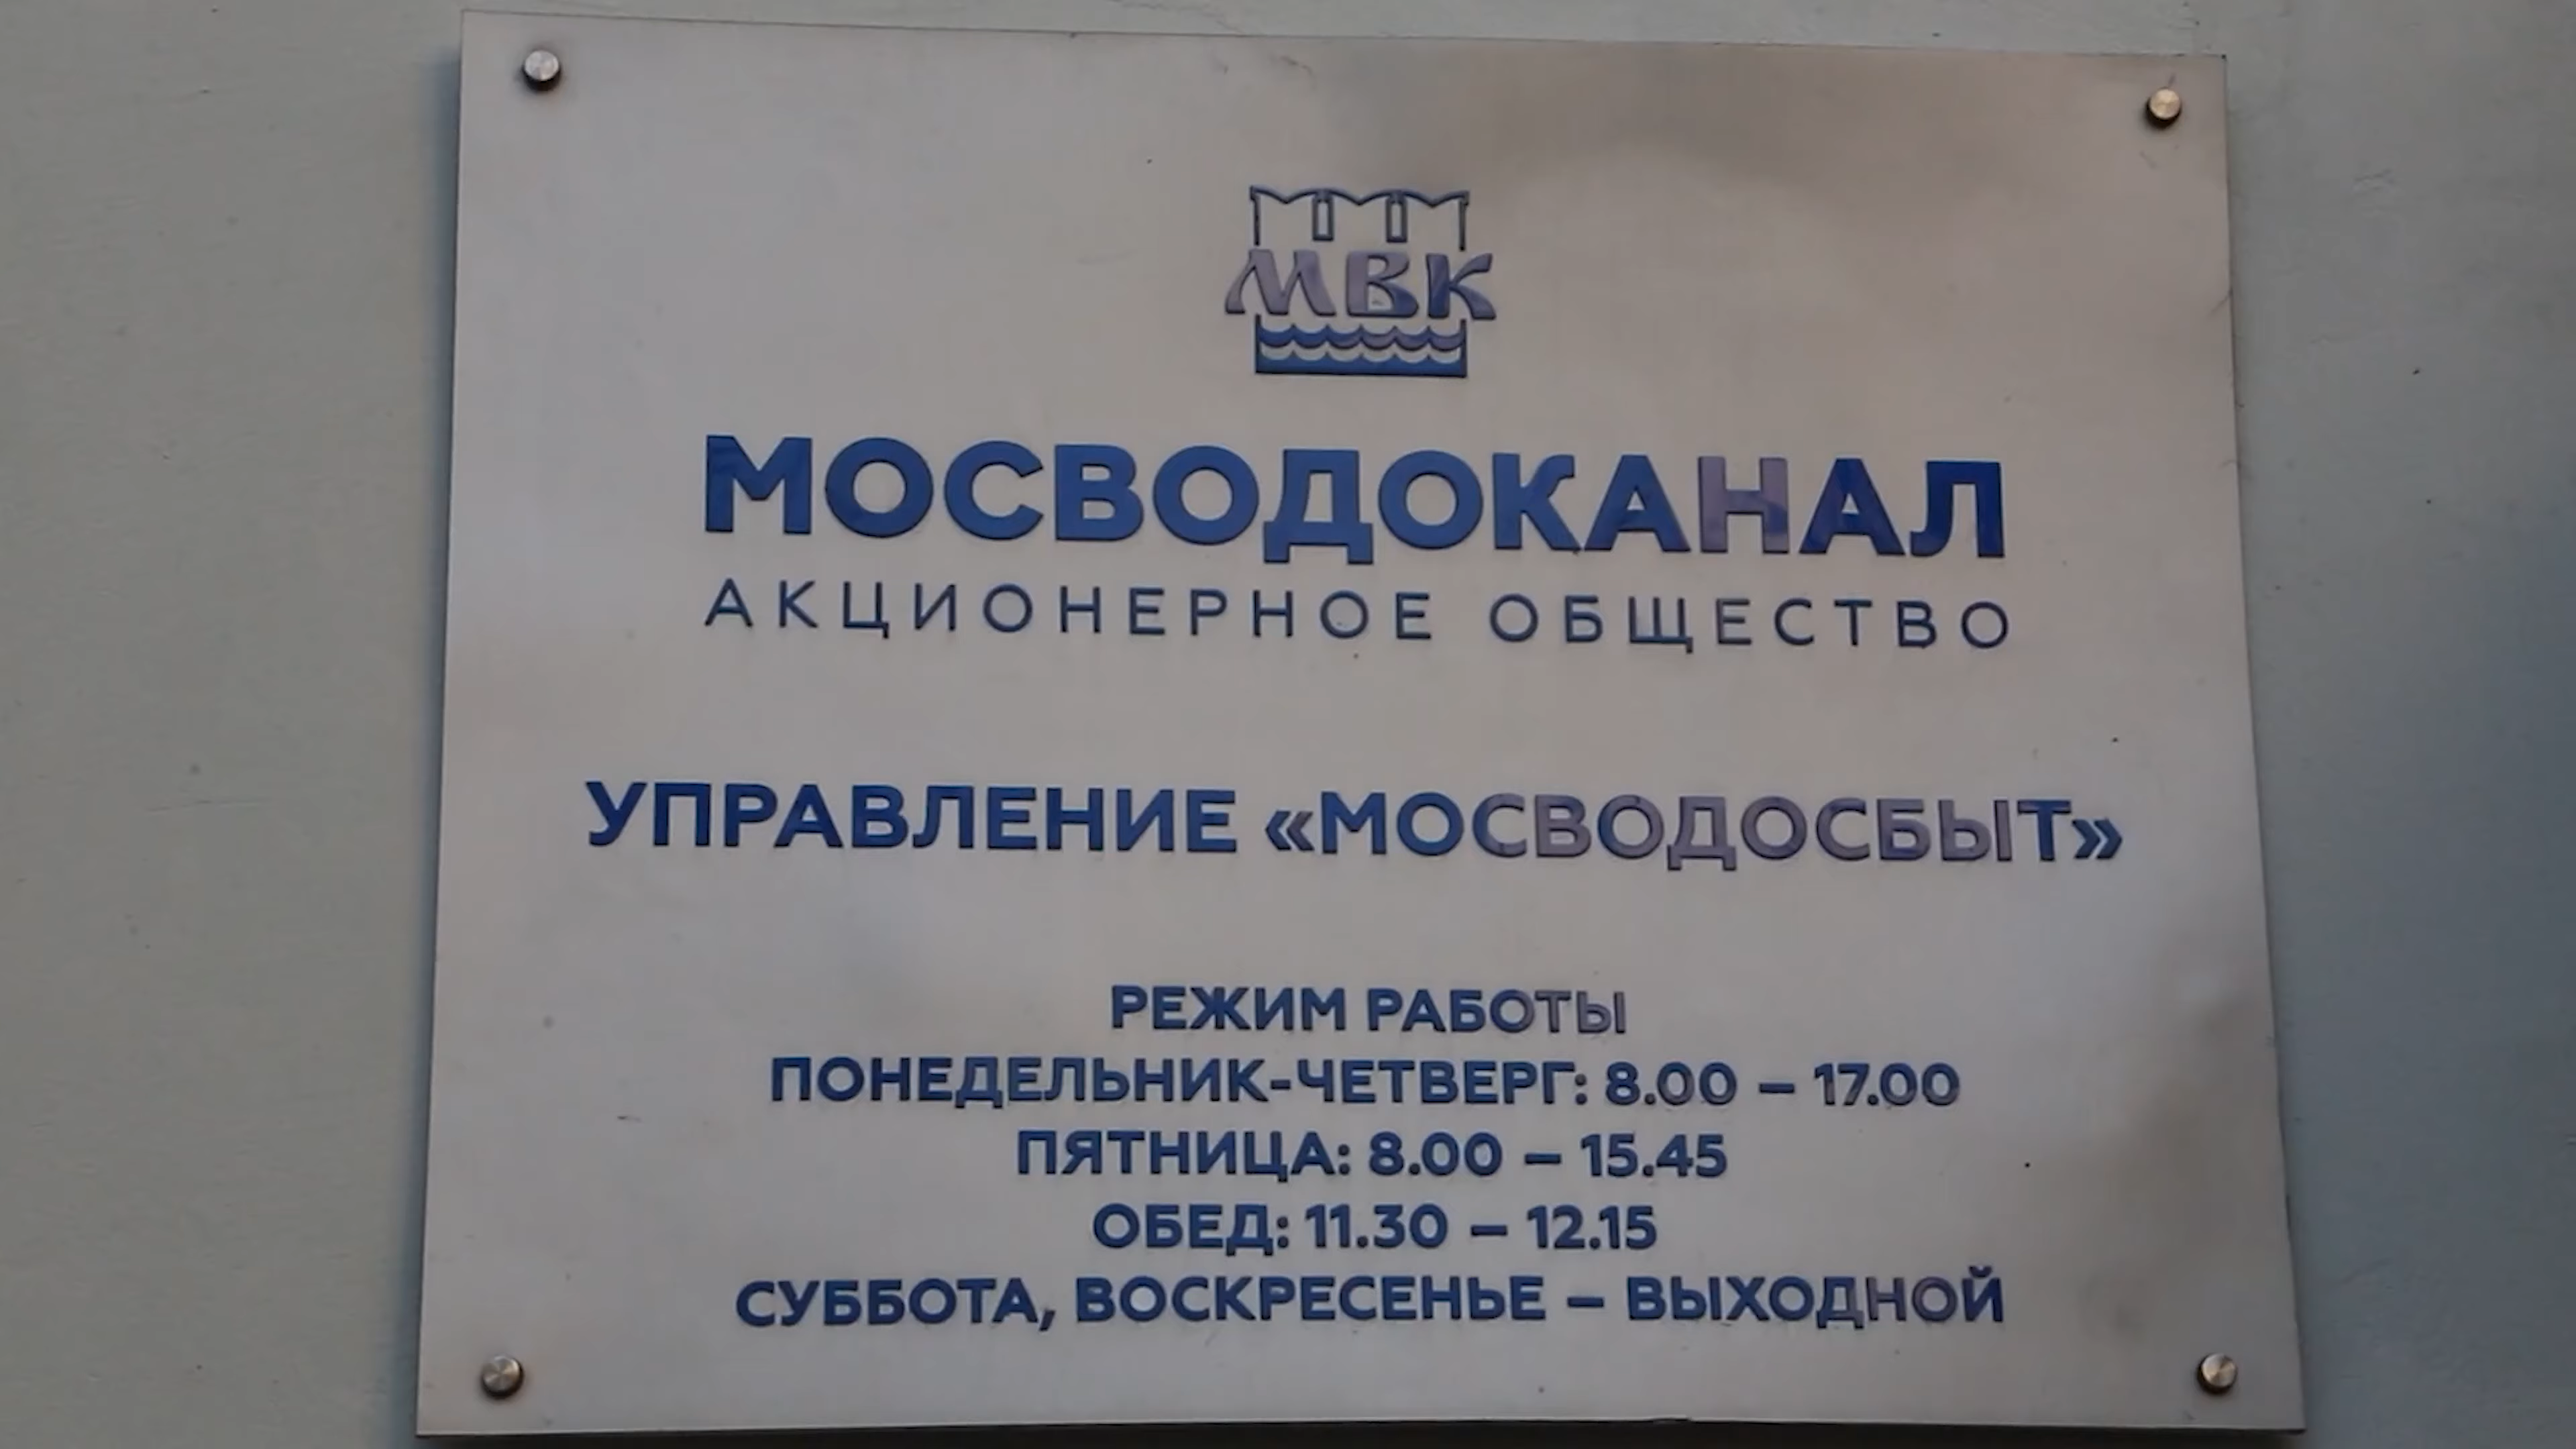 МВК
МОСВОДОКАНАЛ
АКЦИОНЕРНОЕ ОБЩЕСТВО
УПРАВЛЕНИЕ «МОСВОДОСБЫТ»
РЕЖИМ РАБОТЫ
ПОНЕДЕЛЬНИК-ЧЕТВЕРГ: 8.00 – 17.00
ПЯТНИЦА: 8.00 – 15.45
ОБЕД: 11.30 – 12.15
СУББОТА, ВОСКРЕСЕНЬЕ – ВЫХОДНОЙ